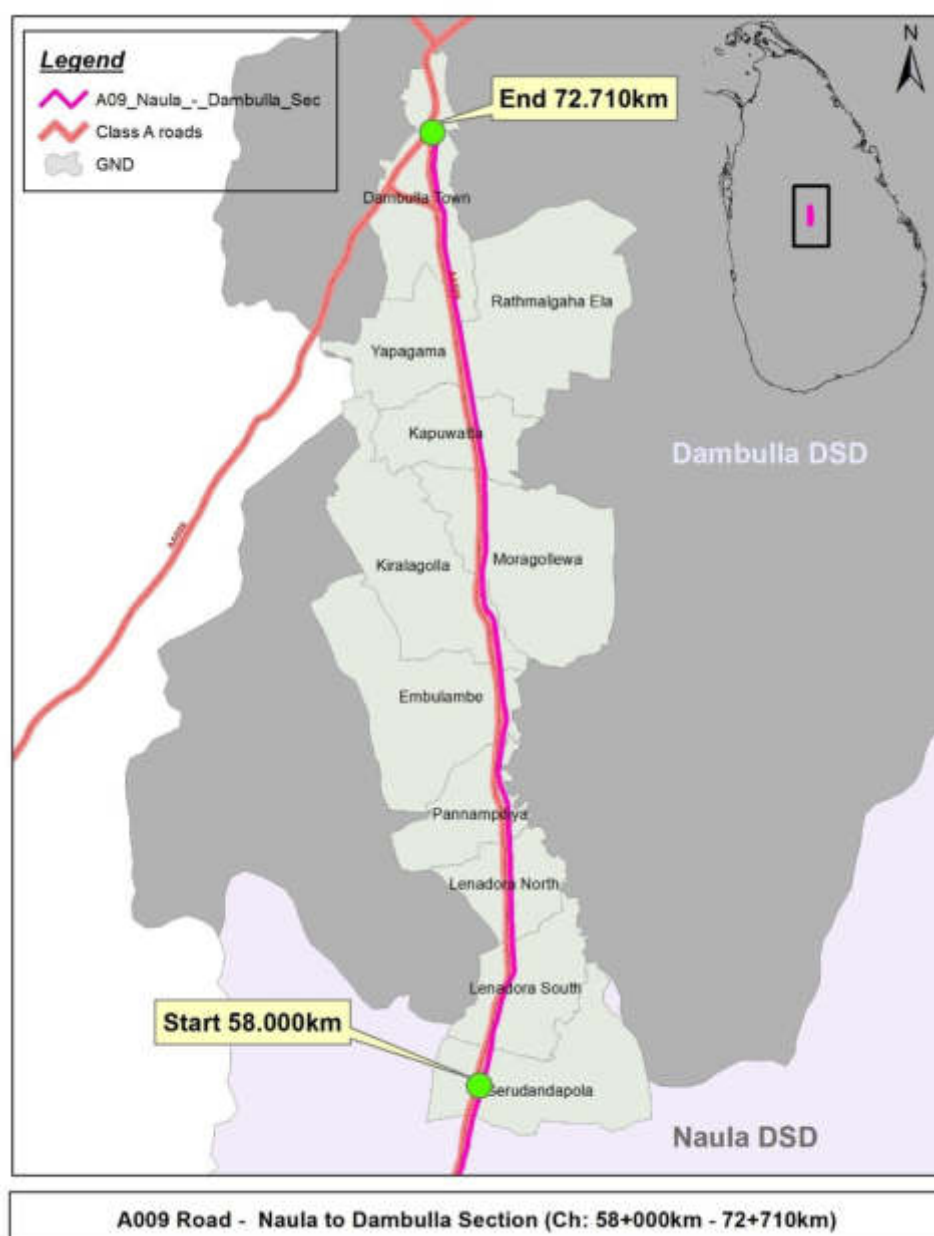 Legend
A09_Naula_-_Dambulla_Sec
Class A roads
GND
N
End 72.710km
Dambulla Town
Rathmalgaha Ela
Yapagama
Kapuwatta
Dambulla DSD
Kiralagolla
Moragollewa
Embulambe
Pannampitiya
Lenadora North
Lenadora South
Start 58.000km
Naula DSD
A009 Road - Naula to Dambulla Section (Ch: 58+000km - 72+710km)